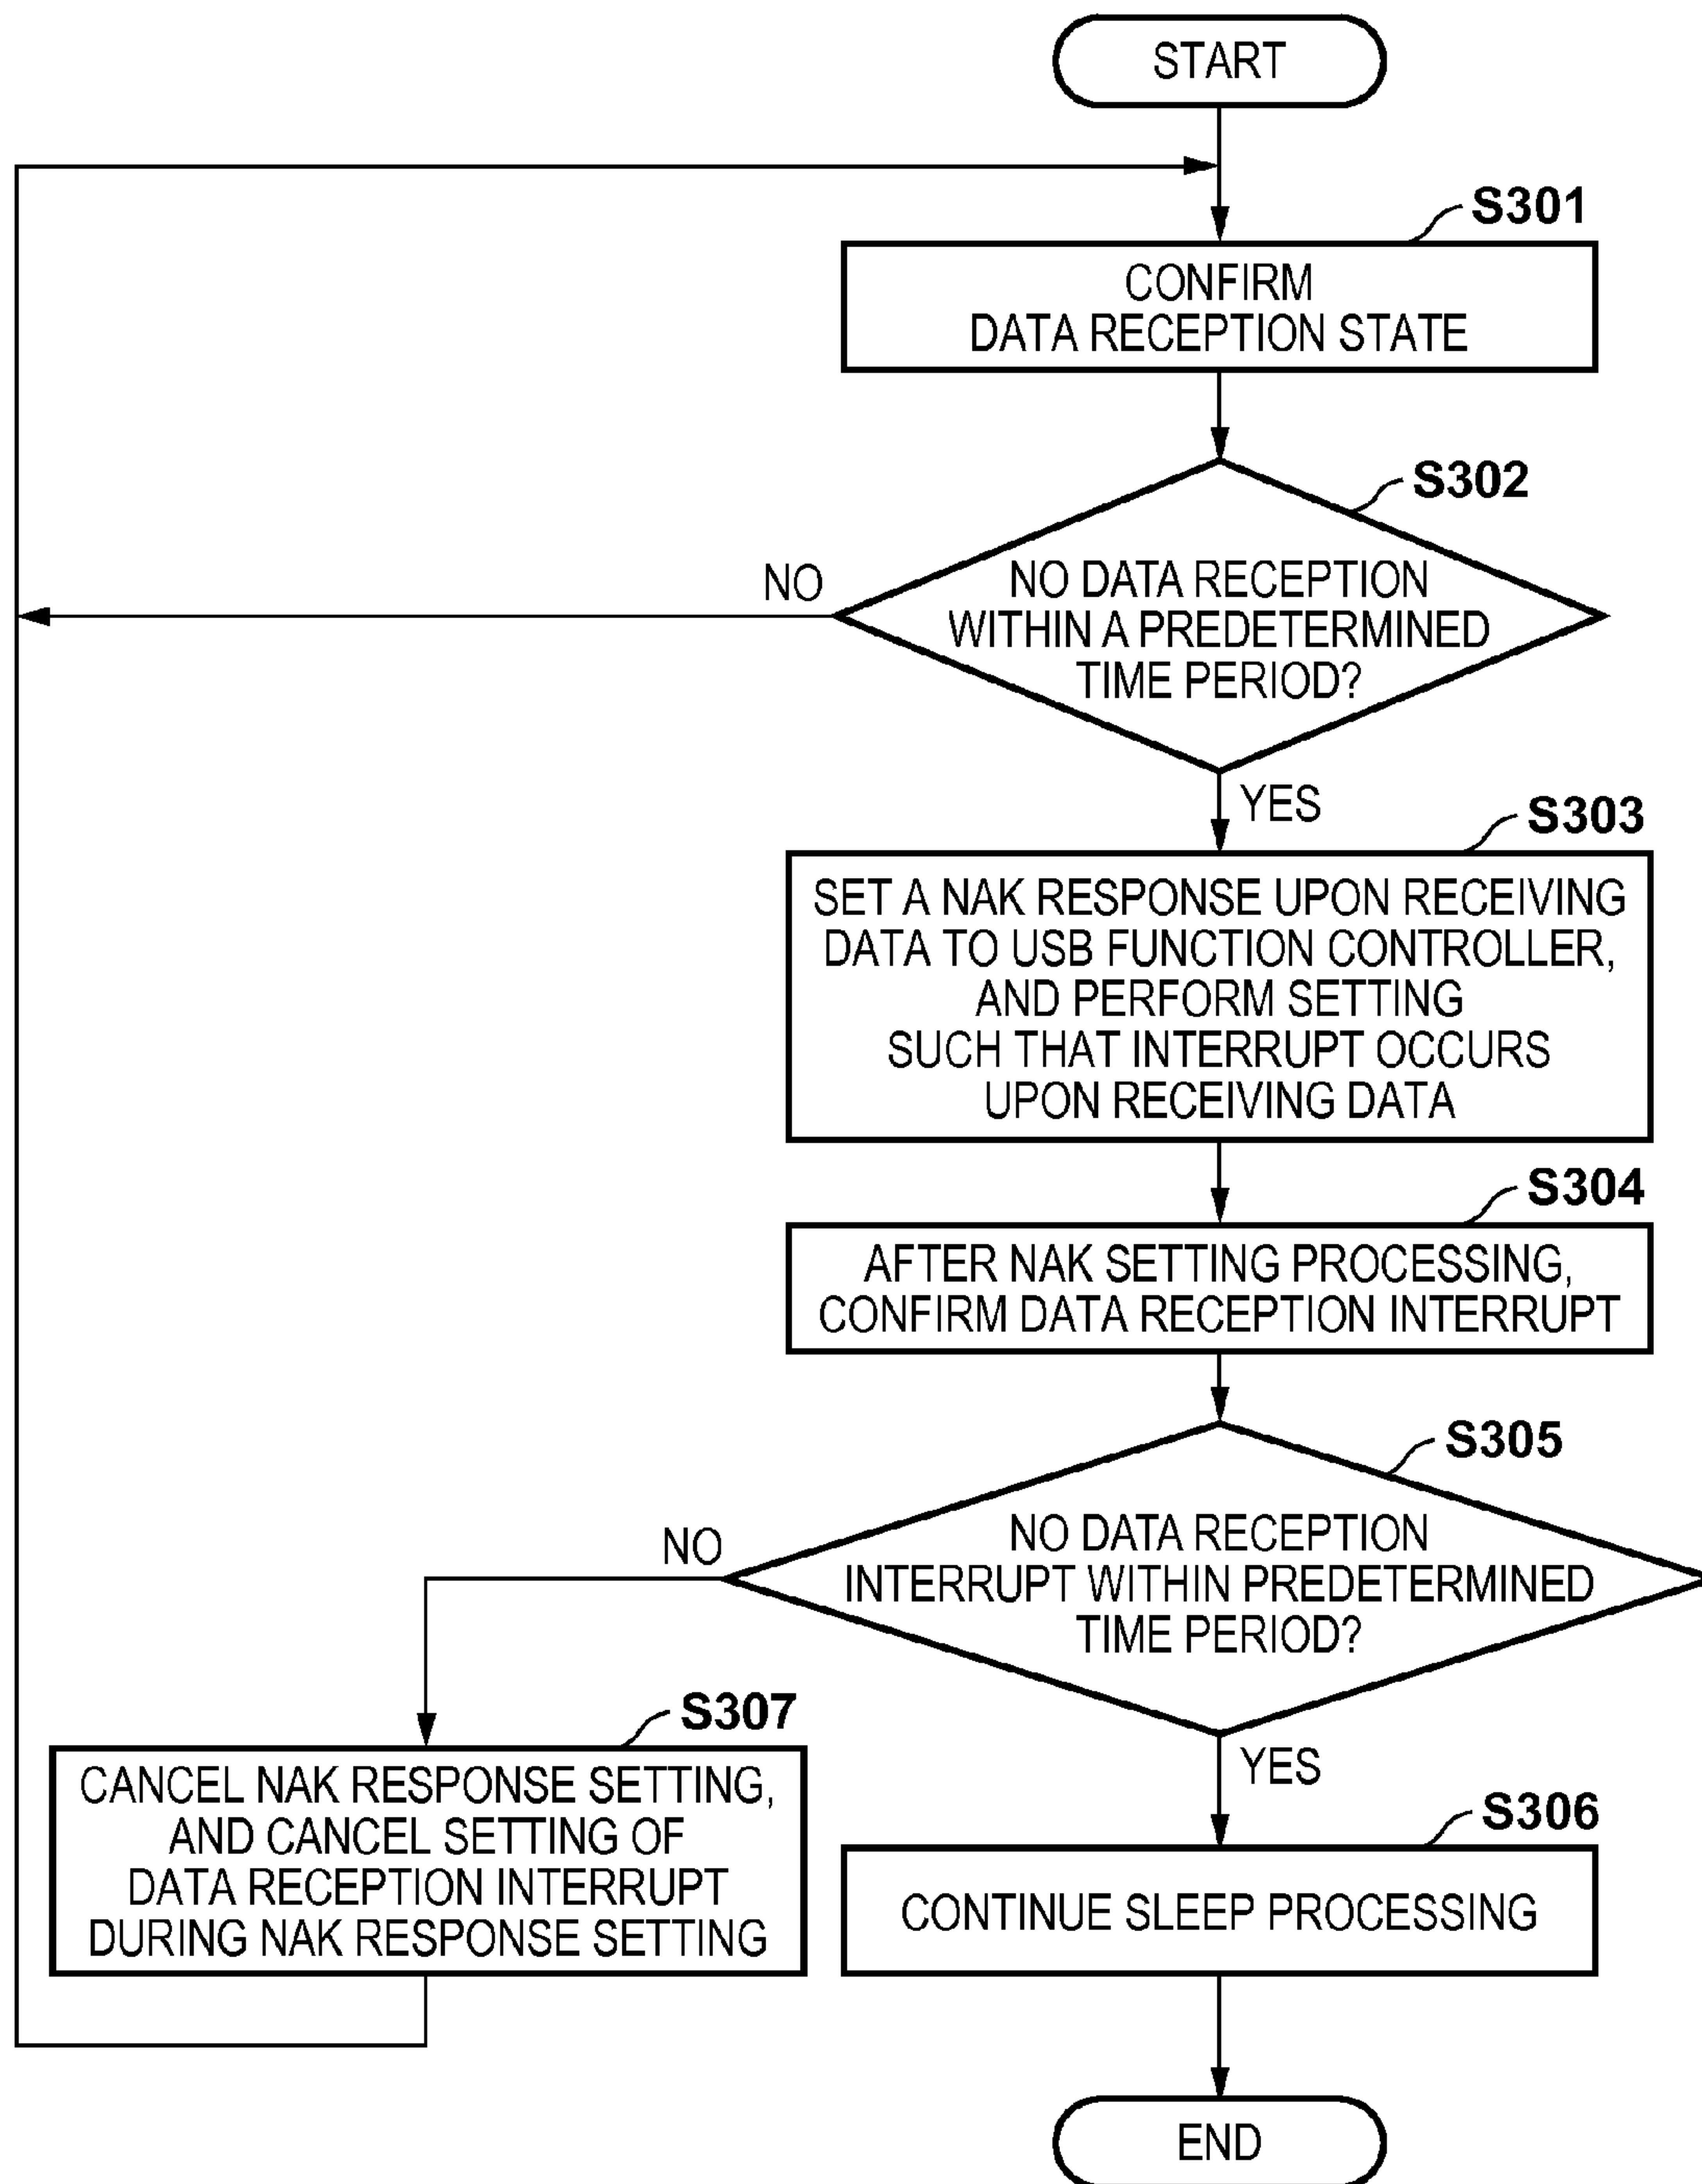 START
S301
CONFIRM
DATA RECEPTION STATE
S302
NO
NO DATA RECEPTION
WITHIN A PREDETERMINED
TIME PERIOD?
YES
S303
SET A NAK RESPONSE UPON RECEIVING
DATA TO USB FUNCTION CONTROLLER,
AND PERFORM SETTING
SUCH THAT INTERRUPT OCCURS
UPON RECEIVING DATA
S304
AFTER NAK SETTING PROCESSING,
CONFIRM DATA RECEPTION INTERRUPT
S305
NO
NO DATA RECEPTION
INTERRUPT WITHIN PREDETERMINED
TIME PERIOD?
S307
CANCEL NAK RESPONSE SETTING,
AND CANCEL SETTING OF
DATA RECEPTION INTERRUPT
DURING NAK RESPONSE SETTING
YES
S306
CONTINUE SLEEP PROCESSING
END